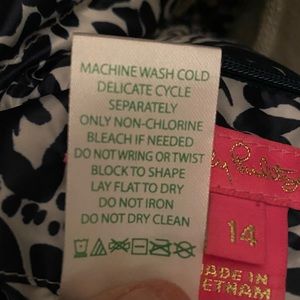 MACHINE WASH COLD
DELICATE CYCLE
SEPARATELY
ONLY NON-CHLORINE
BLEACH IF NEEDED
DO NOT WRING OR TWIST
BLOCK TO SHAPE
LAY FLAT TO DRY
DO NOT IRON
DO NOT DRY CLEAN
14
MADE IN